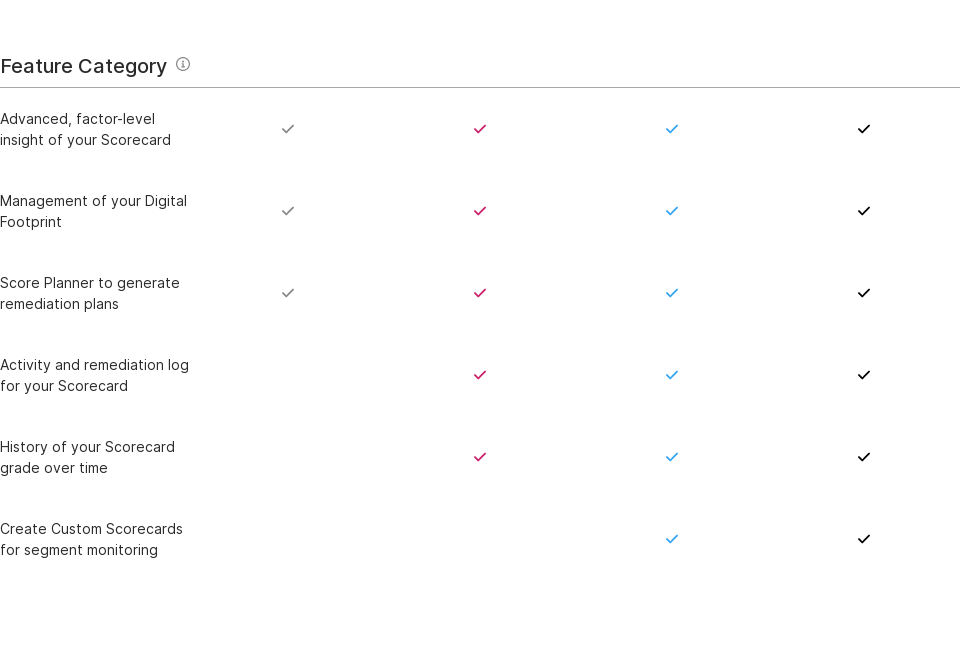 Feature Category
Advanced, factor-level
insight of your Scorecard
Management of your Digital
Footprint
Score Planner to generate
remediation plans
Activity and remediation log
for your Scorecard
History of your Scorecard
grade over time
Create Custom Scorecards
for segment monitoring